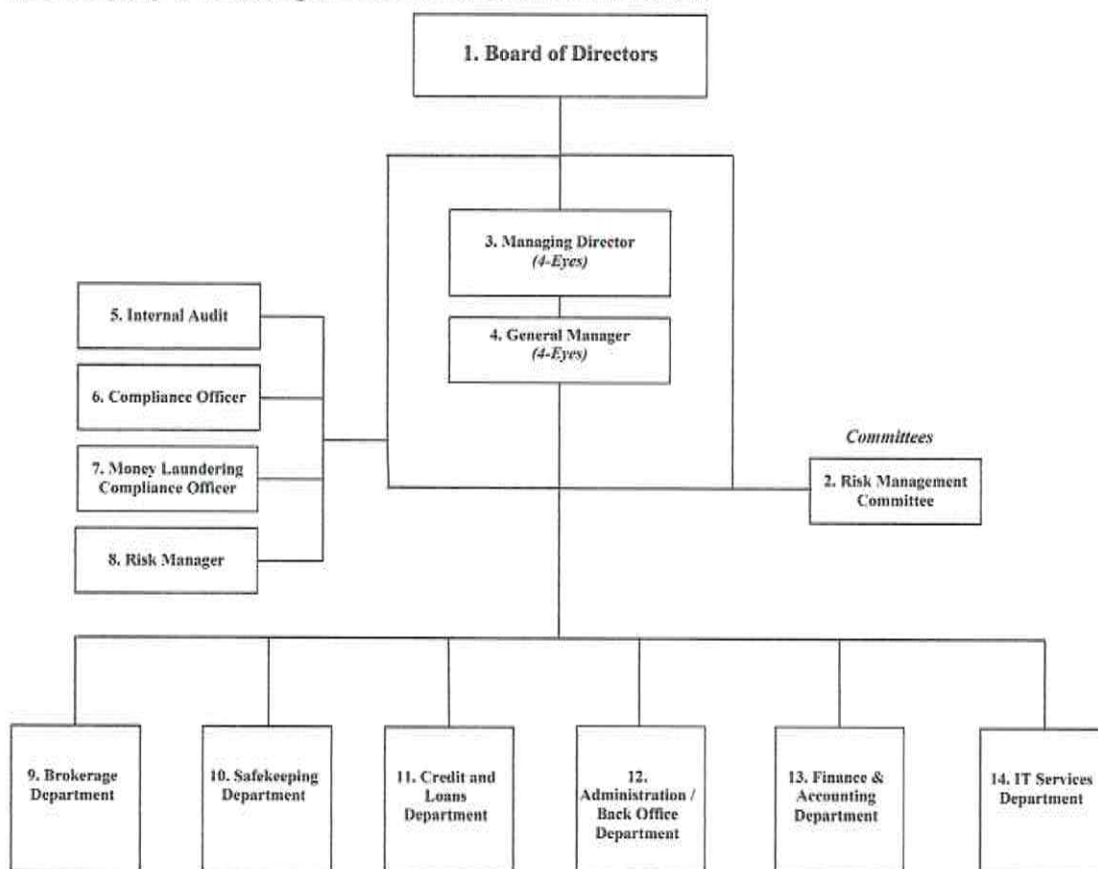 1. Board of Directors
3. Managing Director
(4-Eyes)
4. General Manager
(4-Eyes)
5. Internal Audit
6. Compliance Officer
7. Money Laundering
Compliance Officer
8. Risk Manager
Committees
2. Risk Management
Committee
9. Brokerage
Department
10. Safekeeping
Department
11. Credit and
Loans
Department
12.
Administration /
Back Office
Department
13. Finance &
Accounting
Department
14. IT Services
Department